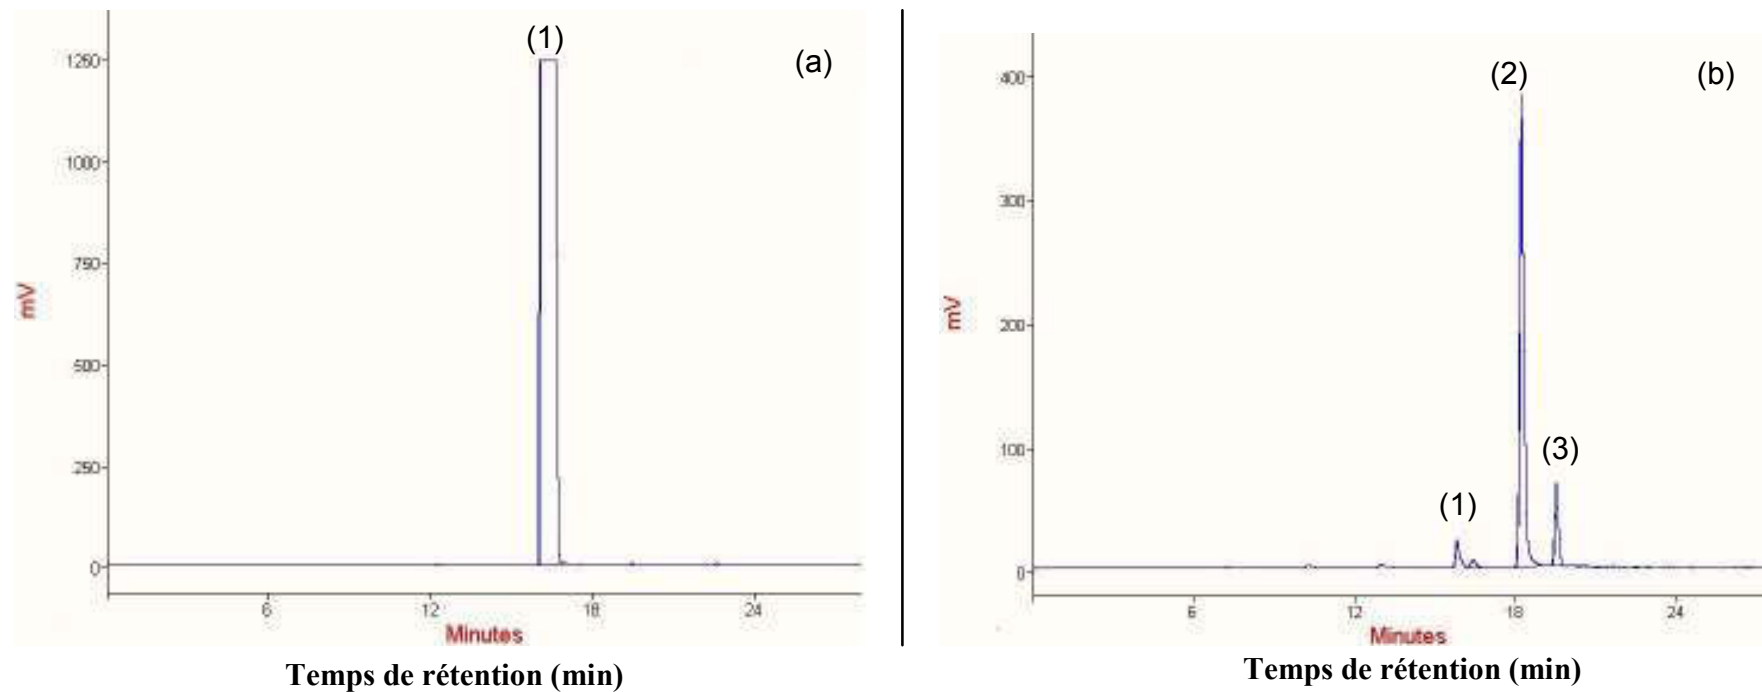 (1)
(a)
1250
1000
750
500
250
0
mV
6
12
18
24
Minutes
Temps de rétention (min)
(2)
(b)
400
300
200
100
0
mV
(3)
(1)
6
12
18
24
Minutes
Temps de rétention (min)